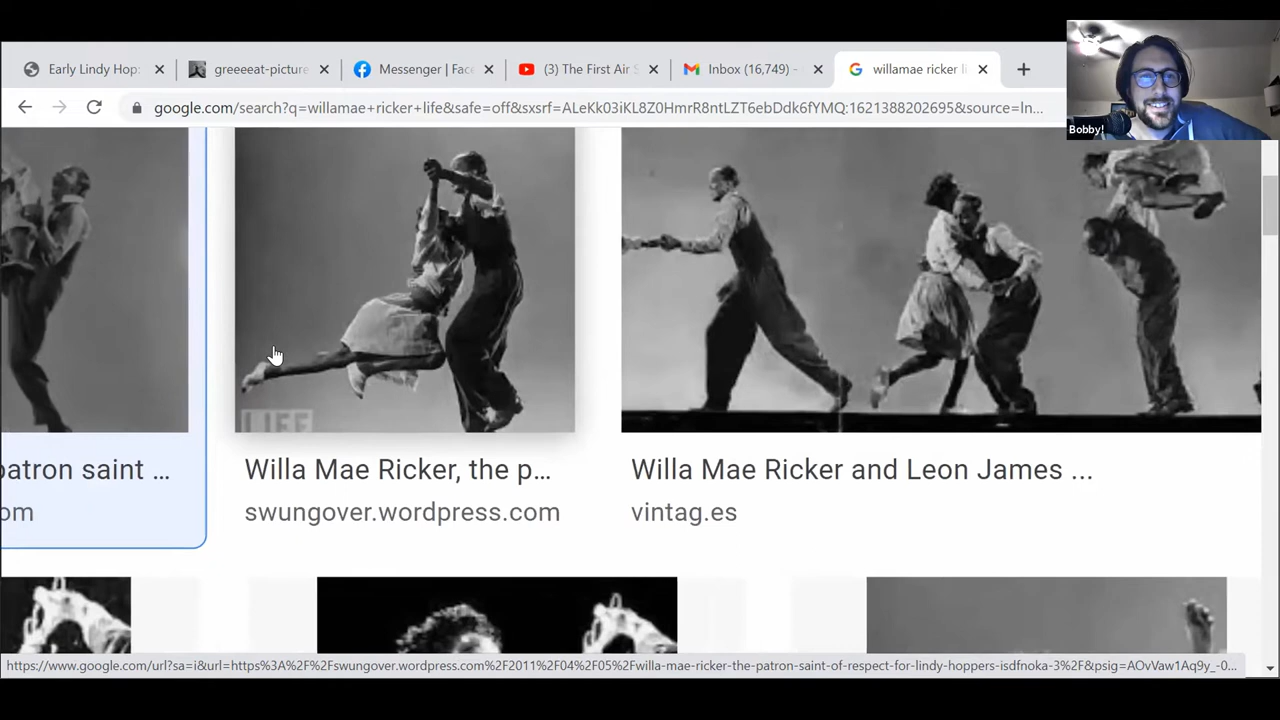 Early Lindy Hop:
greeeeat-picture
Messenger | Face
(3) The First Air S
Inbox (16,749) -
willamae ricker li
google.com/search?q=willamae+ricker+life&safe=off&sxsrf=ALeKk03iKL8Z0HmrR8ntLZT6ebDdk6fYMQ:1621388202695&source=ln...
Bobby!
LIFE
patron saint ...
om
Willa Mae Ricker, the p...
swungover.wordpress.com
Willa Mae Ricker and Leon James ...
vintag.es
https://www.google.com/url?sa=i&url=https%3A%2F%2Fswungover.wordpress.com%2F2011%2F04%2F05%2Fwilla-mae-ricker-the-patron-saint-of-respect-for-lindy-hoppers-isdfnoka-3%2F&psig=AOvVaw1Aq9y_-0...